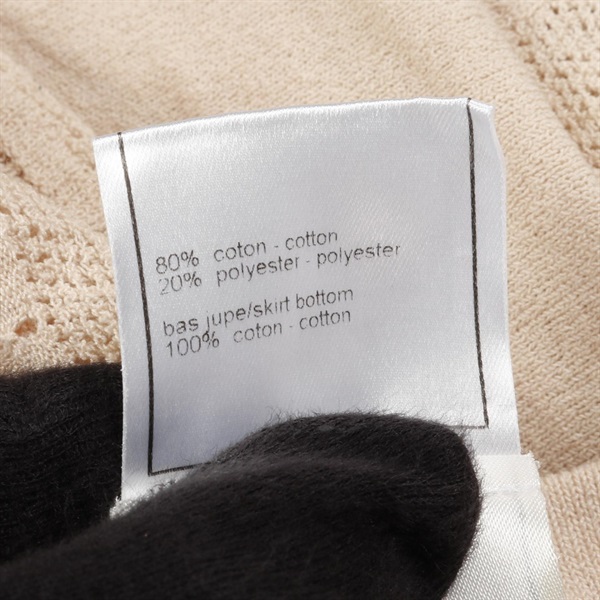 80% coton - cotton
20% polyester - polyester
bas jupe/skirt bottom
100% coton - cotton